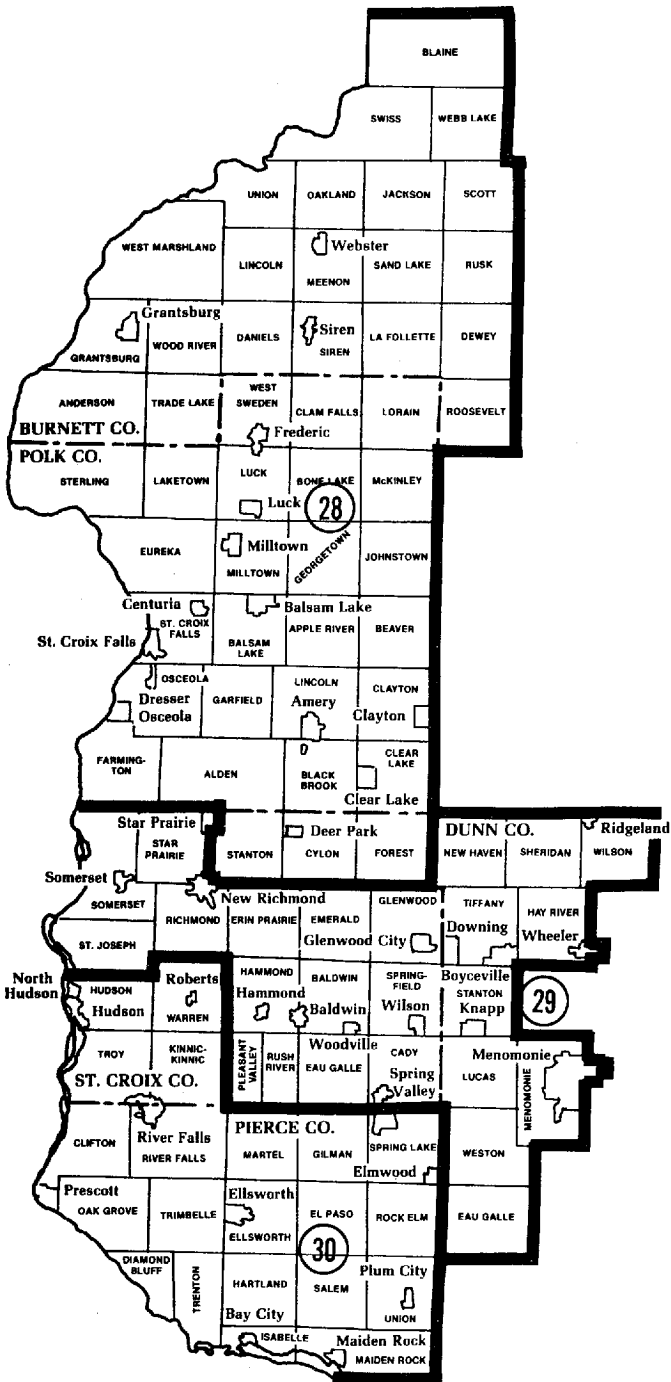 BLAINE
SWISS
WEBB LAKE
UNION
OAKLAND
JACKSON
SCOTT
WEST MARSHLAND
LINCOLN
Webster
MEENON
SAND LAKE
RUSK
Grantsburg
GRANTSBURG
WOOD RIVER
DANIELS
Siren
SIREN
LA FOLLETTE
DEWEY
ANDERSON
TRADE LAKE
WEST
SWEDEN
CLAM FALLS
LORAIN
ROOSEVELT
BURNETT CO.
Frederic
POLK CO.
STERLING
LAKETOWN
LUCK
BONE LAKE
McKINLEY
Luck
28
EUREKA
Milltown
MILLTOWN
GEORGETOWN
JOHNSTOWN
Centuria
ST. CROIX
FALLS
Balsam Lake
St. Croix Falls
BALSAM
LAKE
APPLE RIVER
BEAVER
OSCEOLA
Dresser
Osceola
GARFIELD
LINCOLN
Amery
CLAYTON
Clayton
FARMING-
TON
ALDEN
BLACK
BROOK
CLEAR
LAKE
Clear Lake
Star Prairie
STAR
PRAIRIE
Deer Park
STANTON
CYLON
FOREST
DUNN CO.
NEW HAVEN
SHERIDAN
Ridgeland
WILSON
Somerset
SOMERSET
New Richmond
RICHMOND
ERIN PRAIRIE
EMERALD
GLENWOOD
Glenwood City
TIFFANY
Downing
HAY RIVER
Wheeler
ST. JOSEPH
North
Hudson
HUDSON
Hudson
Roberts
WARREN
HAMMOND
Hammond
BALDWIN
Baldwin
SPRING-
FIELD
Wilson
Boyceville
STANTON
Knapp
29
TROY
KINNIC-
KINNIC
PLEASANT
VALLEY
RUSH
RIVER
Woodville
EAU GALLE
CADY
Spring
Valley
LUCAS
Menomonie
MENOMONIE
ST. CROIX CO.
PIERCE CO.
CLIFTON
River Falls
RIVER FALLS
MARTEL
GILMAN
SPRING LAKE
Elmwood
WESTON
Prescott
OAK GROVE
TRIMBELLE
Ellsworth
ELLSWORTH
EL PASO
ROCK ELM
EAU GALLE
30
DIAMOND
BLUFF
TRENTON
HARTLAND
SALEM
Plum City
UNION
Bay City
ISABELLE
Maiden Rock
MAIDEN ROCK